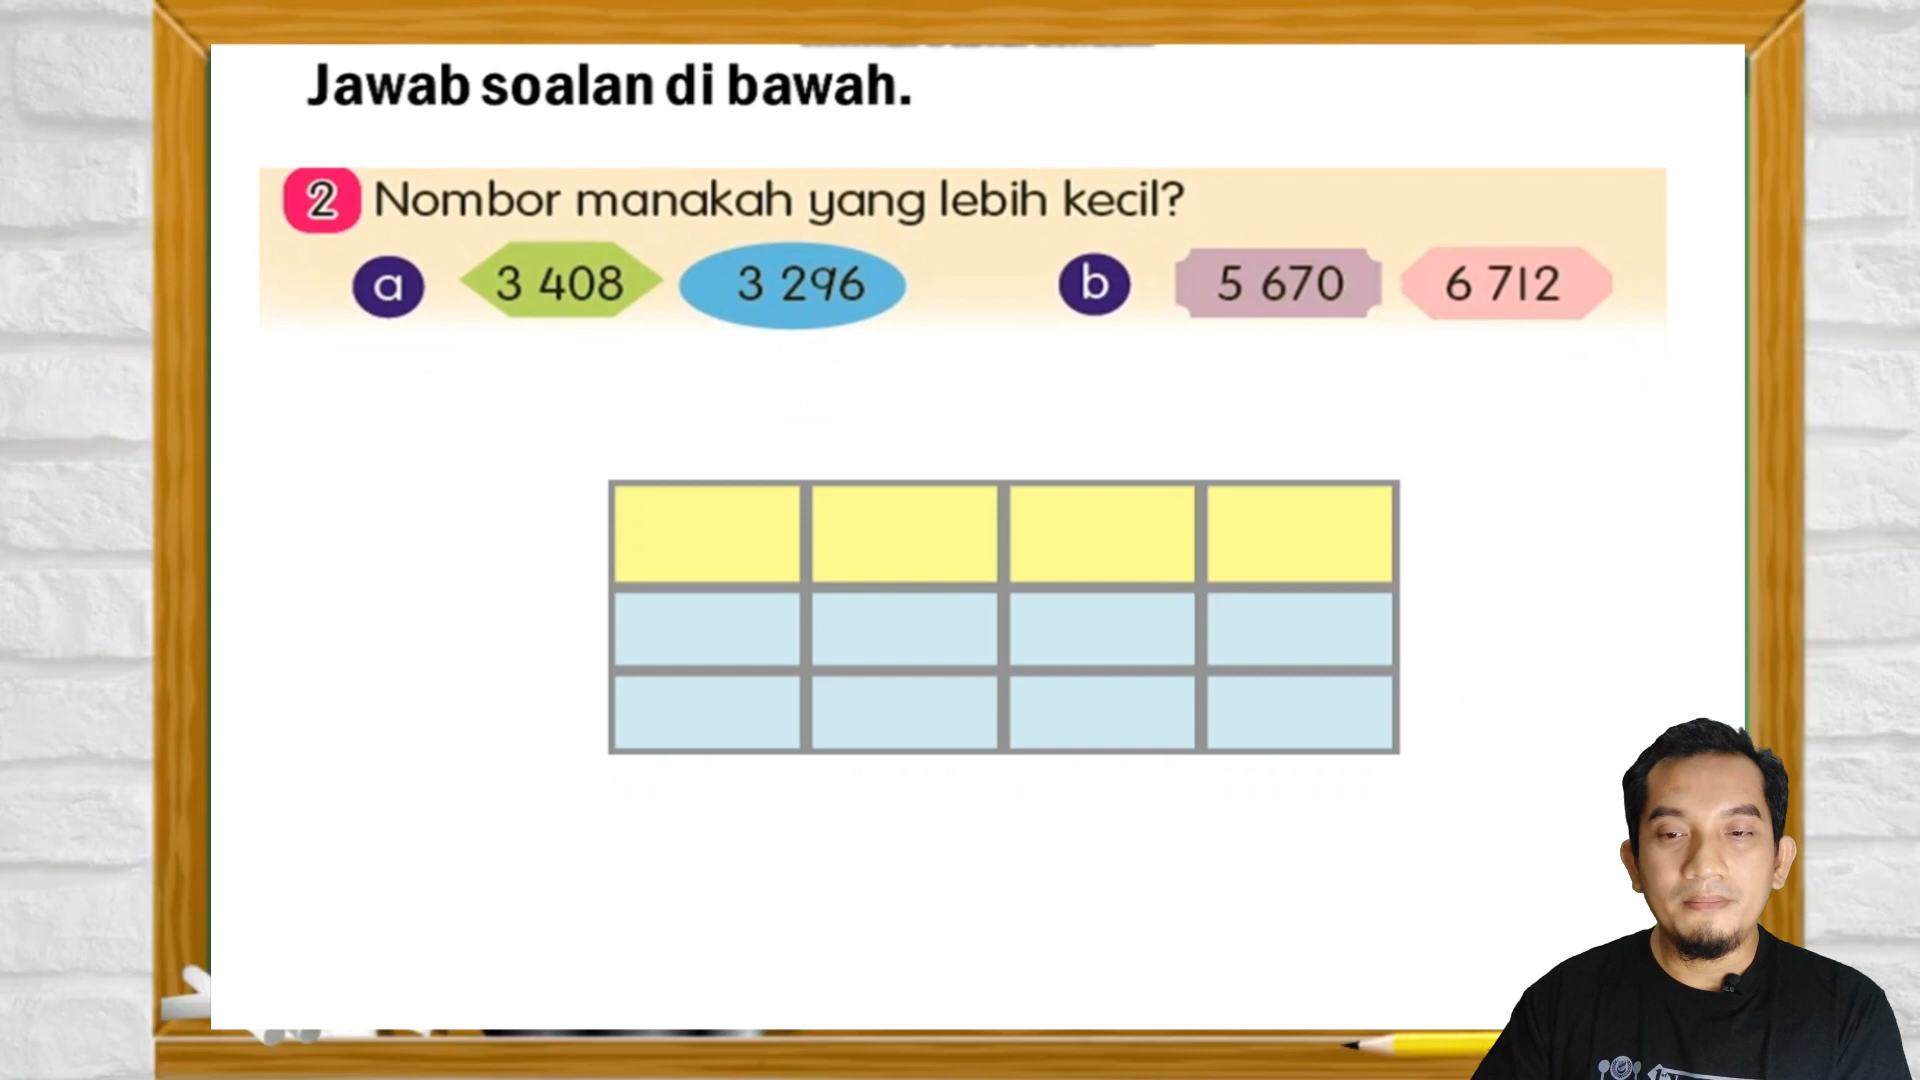 Jawab soalan di bawah.
2 Nombor manakah yang lebih kecil?
a 3 408 3 296 b 5 670 6 712